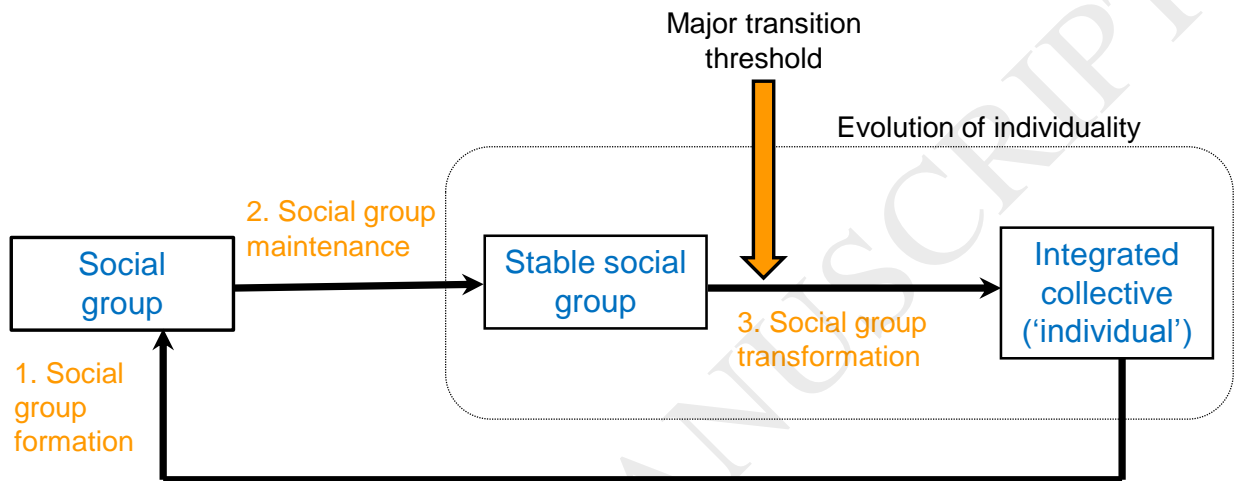 Major transition
threshold
Evolution of individuality
2. Social group
maintenance
Social
group
Stable social
group
Integrated
collective
(‘individual’)
3. Social group
transformation
1. Social
group
formation
ANUSCRIPT